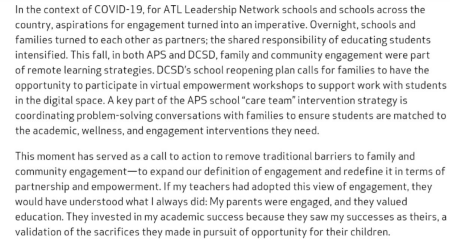 In the context of COVID-19, for ATL Leadership Network schools and schools across the
country, aspirations for engagement turned into an imperative. Overnight, schools and
families turned to each other as partners; the shared responsibility of educating students
intensified. This fall, in both APS and DCSD, family and community engagement were part
of remote learning strategies. DCSD's school reopening plan calls for families to have the
opportunity to participate in virtual empowerment workshops to support work with students
in the digital space. A key part of the APS school “care team” intervention strategy is
coordinating problem-solving conversations with families to ensure students are matched to
the academic, wellness, and engagement interventions they need.
This moment has served as a call to action to remove traditional barriers to family and
community engagement—to expand our definition of engagement and redefine it in terms of
partnership and empowerment. If my teachers had adopted this view of engagement, they
would have understood what I always did: My parents were engaged, and they valued
education. They invested in my academic success because they saw my successes as theirs, a
validation of the sacrifices they made in pursuit of opportunity for their children.